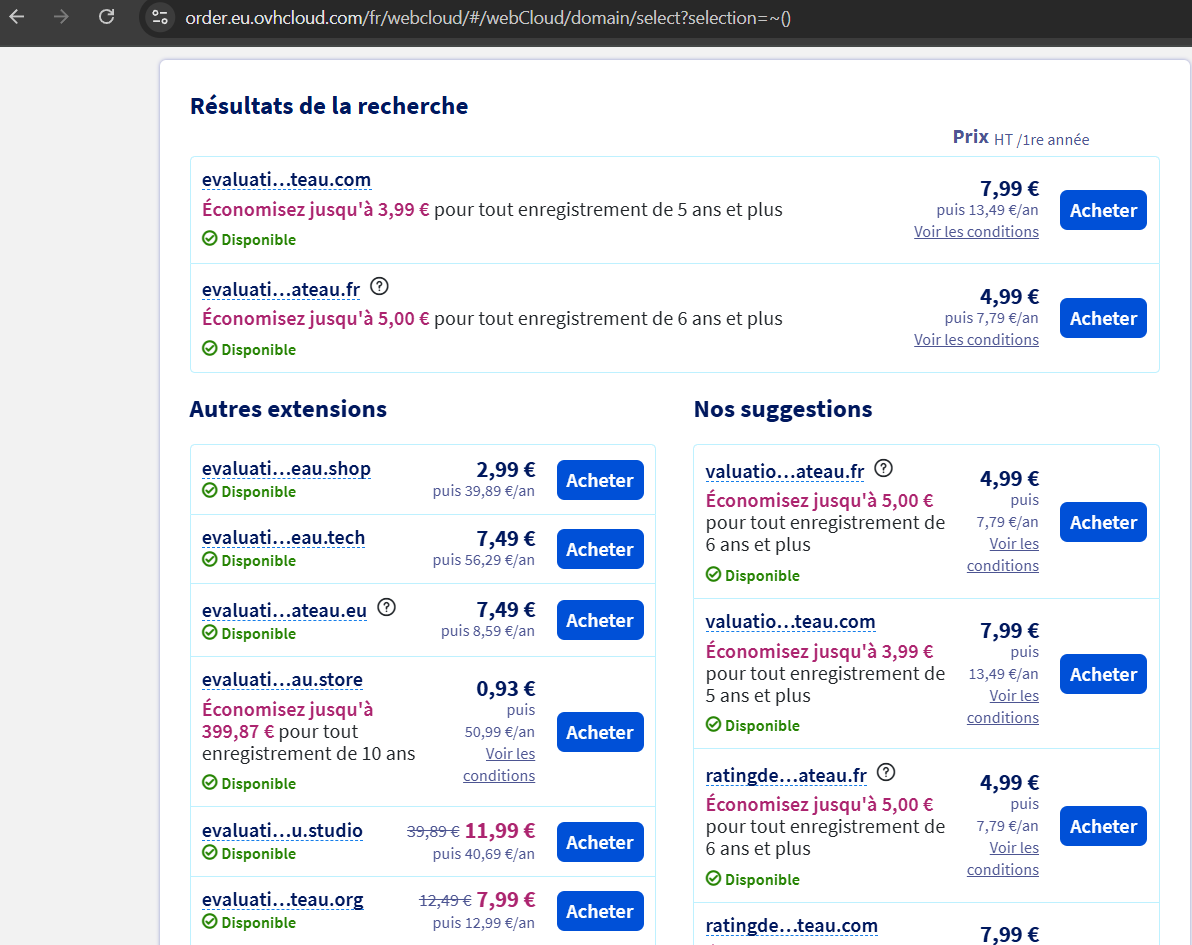 order.eu.ovhcloud.com/fr/webcloud/#/webCloud/domain/select?selection=~()
Résultats de la recherche
Prix HT /1re année
evaluati...teau.com
Économisez jusqu'à 3,99 € pour tout enregistrement de 5 ans et plus
Disponible
7,99 €
puis 13,49 €/an
Voir les conditions
Acheter
evaluati...ateau.fr ?
Économisez jusqu'à 5,00 € pour tout enregistrement de 6 ans et plus
Disponible
4,99 €
puis 7,79 €/an
Voir les conditions
Acheter
Autres extensions
evaluati...eau.shop
Disponible
2,99 €
puis 39,89 €/an
Acheter
evaluati...eau.tech
Disponible
7,49 €
puis 56,29 €/an
Acheter
evaluati...ateau.eu ?
Disponible
7,49 €
puis 8,59 €/an
Acheter
evaluati...au.store
Économisez jusqu'à
399,87 € pour tout
enregistrement de 10 ans
Disponible
0,93 €
puis
50,99 €/an
Voir les
conditions
Acheter
evaluati...u.studio
Disponible
39,89 € 11,99 €
puis 40,69 €/an
Acheter
evaluati...teau.org
Disponible
12,49 € 7,99 €
puis 12,99 €/an
Acheter
Nos suggestions
valuatio...ateau.fr ?
Économisez jusqu'à 5,00 €
pour tout enregistrement de
6 ans et plus
Disponible
4,99 €
puis
7,79 €/an
Voir les
conditions
Acheter
valuatio...teau.com
Économisez jusqu'à 3,99 €
pour tout enregistrement de
5 ans et plus
Disponible
7,99 €
puis
13,49 €/an
Voir les
conditions
Acheter
ratingde...ateau.fr ?
Économisez jusqu'à 5,00 €
pour tout enregistrement de
6 ans et plus
Disponible
4,99 €
puis
7,79 €/an
Voir les
conditions
Acheter
ratingde...teau.com
7,99 €